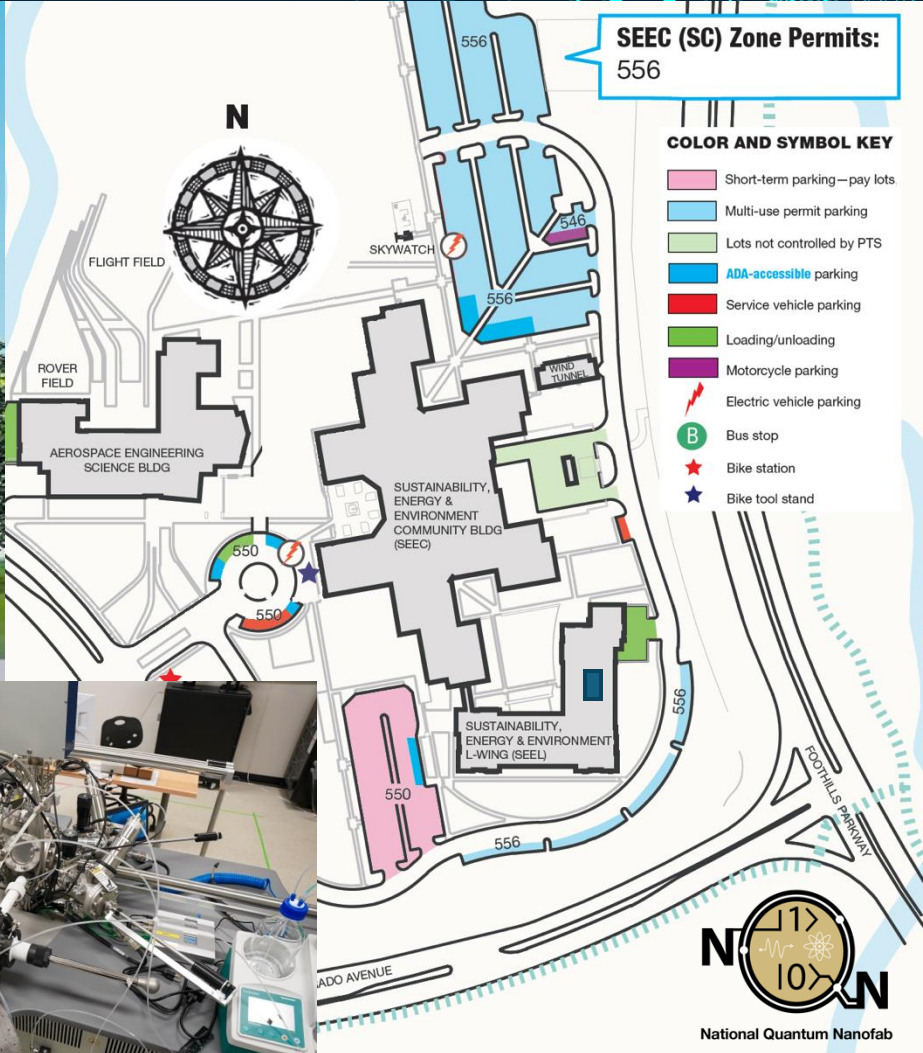 556
SEEC (SC) Zone Permits:
556
N
COLOR AND SYMBOL KEY
Short-term parking—pay lots
Multi-use permit parking
Lots not controlled by PTS
ADA-accessible parking
Service vehicle parking
Loading/unloading
Motorcycle parking
Electric vehicle parking
B Bus stop
Bike station
Bike tool stand
546
SKYWATCH
FLIGHT FIELD
556
ROVER
FIELD
WIND
TUNNEL
AEROSPACE ENGINEERING
SCIENCE BLDG
SUSTAINABILITY,
ENERGY &
ENVIRONMENT
COMMUNITY BLDG
(SEEC)
550
550
556
SUSTAINABILITY,
ENERGY & ENVIRONMENT
L-WING (SEEL)
550
556
FOOTHILLS PARKWAY
ADO AVENUE
N
|1>
|0>
N
National Quantum Nanofab